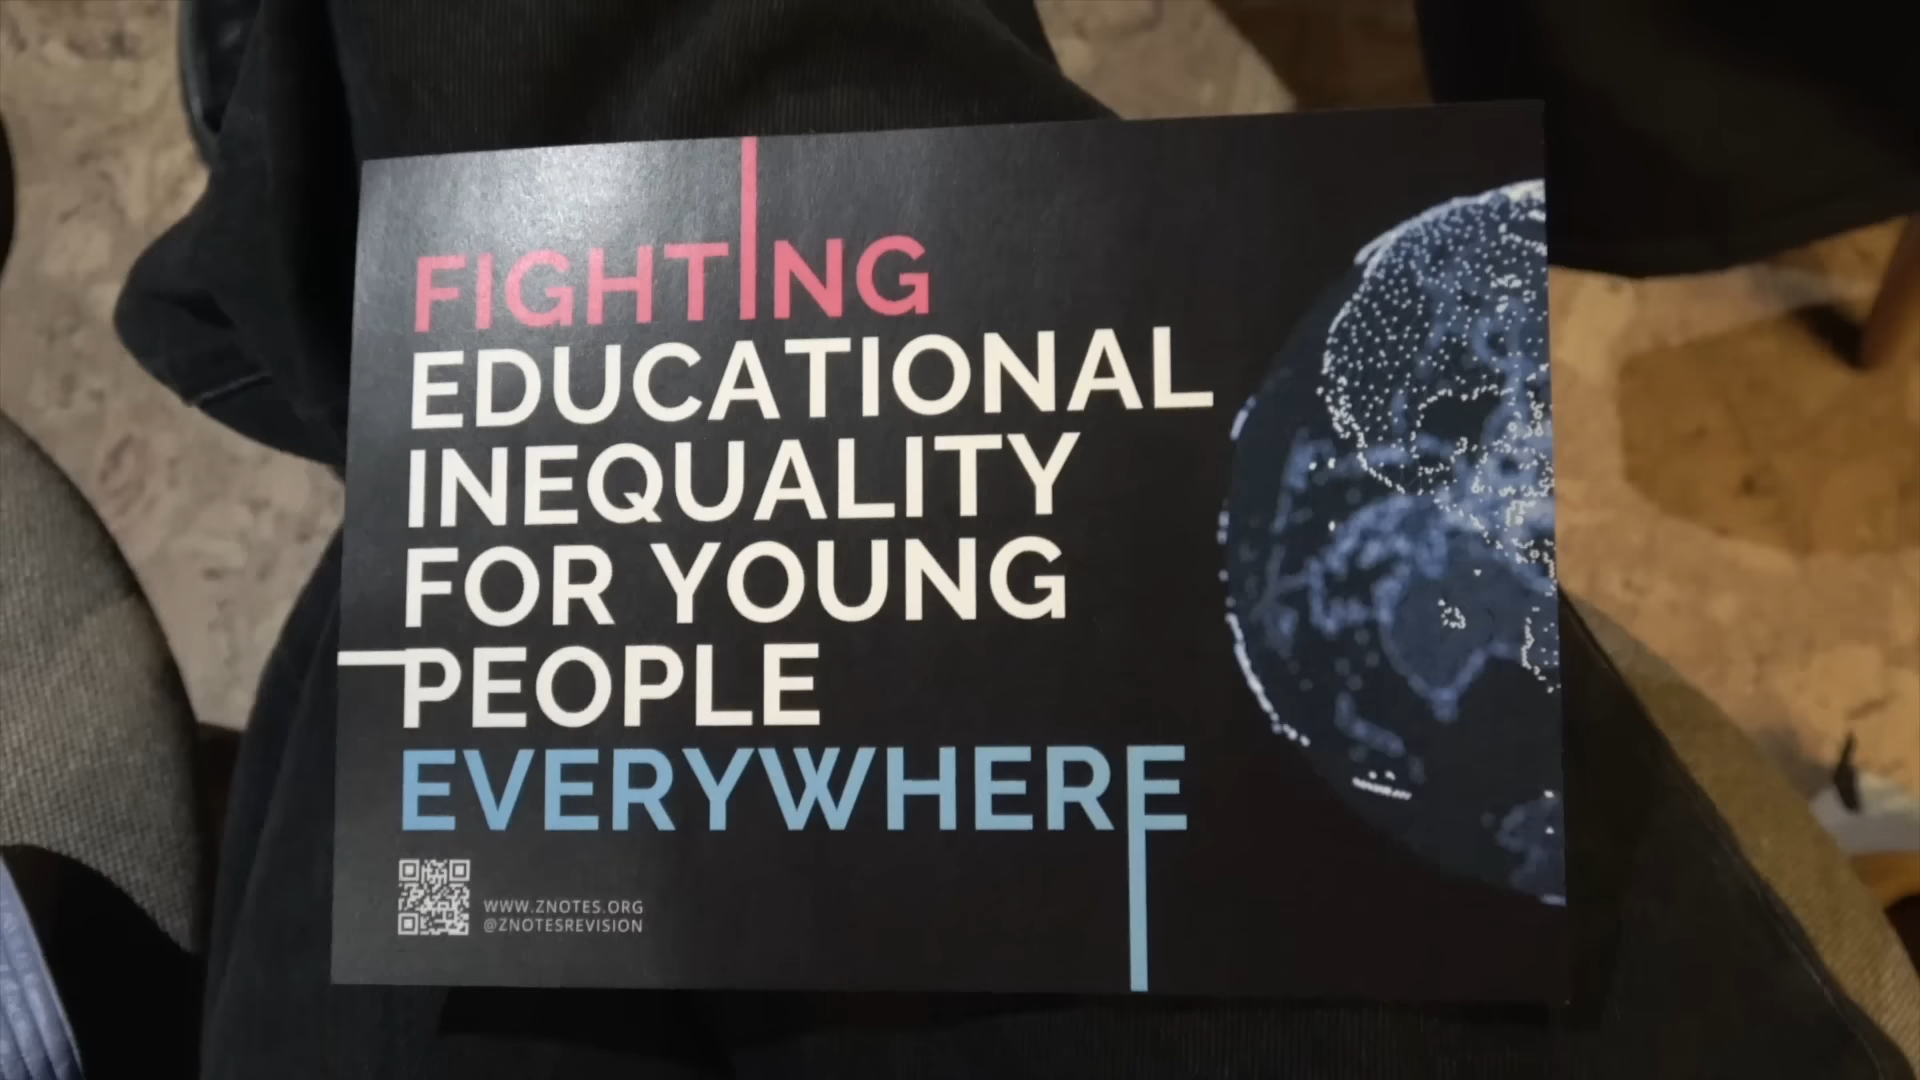 FIGHTING
EDUCATIONAL
INEQUALITY
FOR YOUNG
PEOPLE
EVERYWHERE
WWW.ZNOTES.ORG
@ZNOTESREVISION